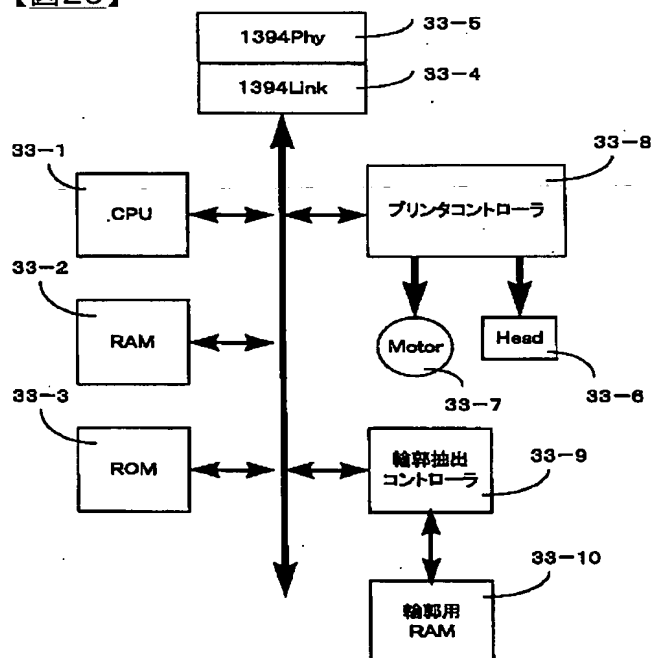 1394Phy
33-5
1394Link
33-4
33-1
CPU
33-8
プリンタコントローラ
33-2
RAM
Motor
Head
33-7
33-6
33-3
ROM
輪郭抽出
コントローラ
33-9
33-10
輪郭用
RAM